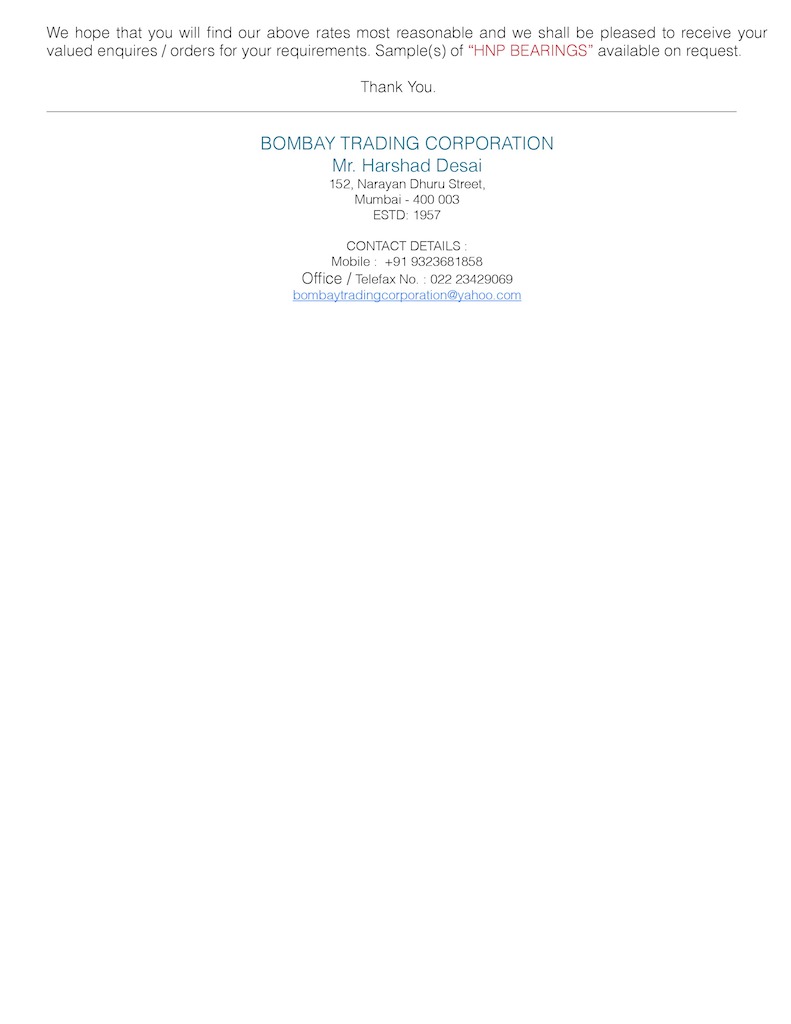 We hope that you will find our above rates most reasonable and we shall be pleased to receive your
valued enquires / orders for your requirements. Sample(s) of “HNP BEARINGS” available on request.
Thank You.
BOMBAY TRADING CORPORATION
Mr. Harshad Desai
152, Narayan Dhuru Street,
Mumbai - 400 003
ESTD: 1957
CONTACT DETAILS :
Mobile : +91 9323681858
Office / Telefax No. : 022 23429069
bombaytradingcorporation@yahoo.com